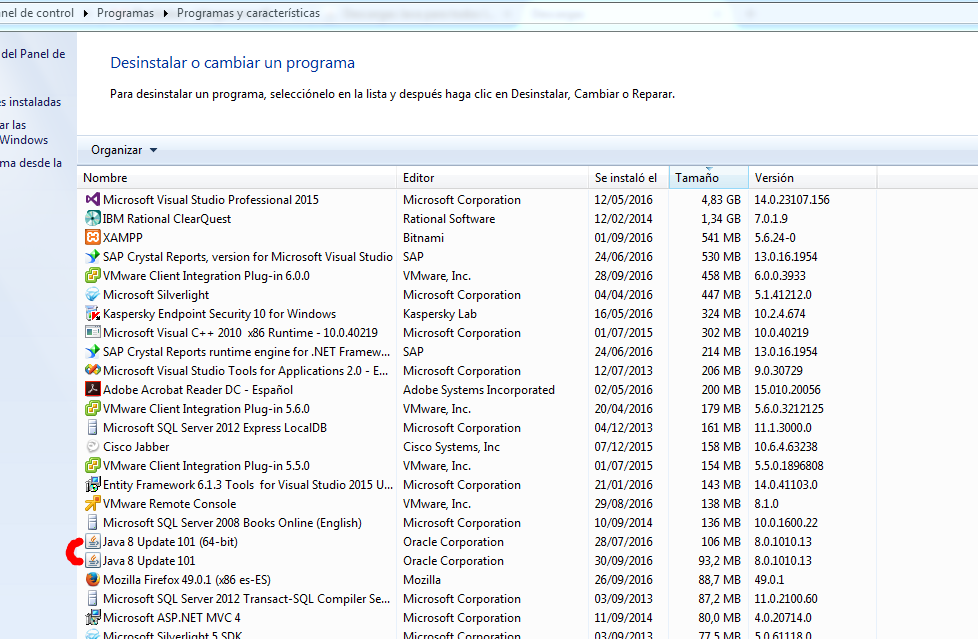 nel de control ▸ Programas ▸ Programas y características
del Panel de
Desinstalar o cambiar un programa
Para desinstalar un programa, selecciónelo en la lista y después haga clic en Desinstalar, Cambiar o Reparar.
es instaladas
ar las
Windows
ma desde la
Organizar
Nombre Editor Se instaló el Tamaño Versión
Microsoft Visual Studio Professional 2015 Microsoft Corporation 12/05/2016 4,83 GB 14.0.23107.156
IBM Rational ClearQuest Rational Software 12/02/2014 1,34 GB 7.0.1.9
XAMPP Bitnami 01/09/2016 541 MB 5.6.24-0
SAP Crystal Reports, version for Microsoft Visual Studio SAP 24/06/2016 530 MB 13.0.16.1954
VMware Client Integration Plug-in 6.0.0 VMware, Inc. 28/09/2016 458 MB 6.0.0.3933
Microsoft Silverlight Microsoft Corporation 04/04/2016 447 MB 5.1.41212.0
Kaspersky Endpoint Security 10 for Windows Kaspersky Lab 16/05/2016 324 MB 10.2.4.674
Microsoft Visual C++ 2010 x86 Runtime - 10.0.40219 Microsoft Corporation 01/07/2015 302 MB 10.0.40219
SAP Crystal Reports runtime engine for .NET Framew... SAP 24/06/2016 214 MB 13.0.16.1954
Microsoft Visual Studio Tools for Applications 2.0 - E... Microsoft Corporation 12/07/2013 206 MB 9.0.30729
Adobe Acrobat Reader DC - Español Adobe Systems Incorporated 02/05/2016 200 MB 15.010.20056
VMware Client Integration Plug-in 5.6.0 VMware, Inc. 20/04/2016 179 MB 5.6.0.3212125
Microsoft SQL Server 2012 Express LocalDB Microsoft Corporation 04/12/2013 161 MB 11.1.3000.0
Cisco Jabber Cisco Systems, Inc 07/12/2015 158 MB 10.6.4.63238
VMware Client Integration Plug-in 5.5.0 VMware, Inc. 01/07/2015 154 MB 5.5.0.1896808
Entity Framework 6.1.3 Tools for Visual Studio 2015 U... Microsoft Corporation 21/01/2016 143 MB 14.0.41103.0
VMware Remote Console VMware, Inc. 29/08/2016 138 MB 8.1.0
Microsoft SQL Server 2008 Books Online (English) Microsoft Corporation 10/09/2014 136 MB 10.0.1600.22
Java 8 Update 101 (64-bit) Oracle Corporation 28/07/2016 106 MB 8.0.1010.13
Java 8 Update 101 Oracle Corporation 30/09/2016 93,2 MB 8.0.1010.13
Mozilla Firefox 49.0.1 (x86 es-ES) Mozilla 26/09/2016 88,7 MB 49.0.1
Microsoft SQL Server 2012 Transact-SQL Compiler Se... Microsoft Corporation 03/09/2013 87,2 MB 11.0.2100.60
Microsoft ASP.NET MVC 4 Microsoft Corporation 11/09/2014 80,0 MB 4.0.20714.0
Microsoft Silverlight 5 SDK Microsoft Corporation 03/09/2013 77,5 MB 5.0.61118.0